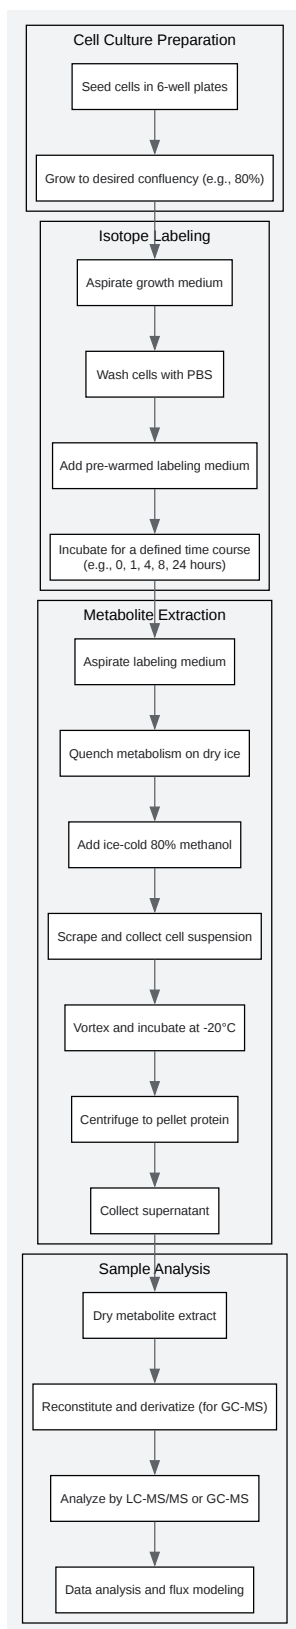 Cell Culture Preparation
Seed cells in 6-well plates
Grow to desired confluency (e.g., 80%)
Isotope Labeling
Aspirate growth medium
Wash cells with PBS
Add pre-warmed labeling medium
Incubate for a defined time course
(e.g., 0, 1, 4, 8, 24 hours)
Metabolite Extraction
Aspirate labeling medium
Quench metabolism on dry ice
Add ice-cold 80% methanol
Scrape and collect cell suspension
Vortex and incubate at -20°C
Centrifuge to pellet protein
Collect supernatant
Sample Analysis
Dry metabolite extract
Reconstitute and derivatize (for GC-MS)
Analyze by LC-MS/MS or GC-MS
Data analysis and flux modeling